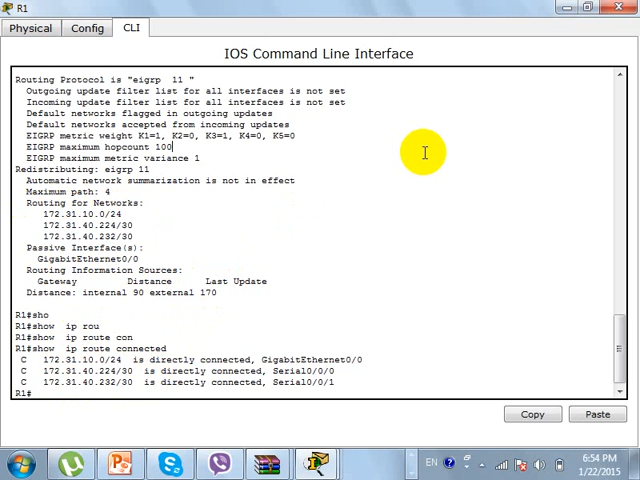 R1
Physical Config CLI
IOS Command Line Interface
Routing Protocol is "eigrp  11 "
Outgoing update filter list for all interfaces is not set
Incoming update filter list for all interfaces is not set
Default networks flagged in outgoing updates
Default networks accepted from incoming updates
EIGRP metric weight K1=1, K2=0, K3=1, K4=0, K5=0
EIGRP maximum hopcount 100
EIGRP maximum metric variance 1
Redistributing: eigrp 11
Automatic network summarization is not in effect
Maximum path: 4
Routing for Networks:
172.31.10.0/24
172.31.40.224/30
172.31.40.232/30
Passive Interface(s):
GigabitEthernet0/0
Routing Information Sources:
Gateway         Distance      Last Update
Distance: internal 90 external 170
R1#sho
R1#show  ip rou
R1#show  ip route con
R1#show  ip route connected
C   172.31.10.0/24  is directly connected, GigabitEthernet0/0
C   172.31.40.224/30  is directly connected, Serial0/0/0
C   172.31.40.232/30  is directly connected, Serial0/0/1
R1#
Copy Paste
EN 6:54 PM
1/22/2015